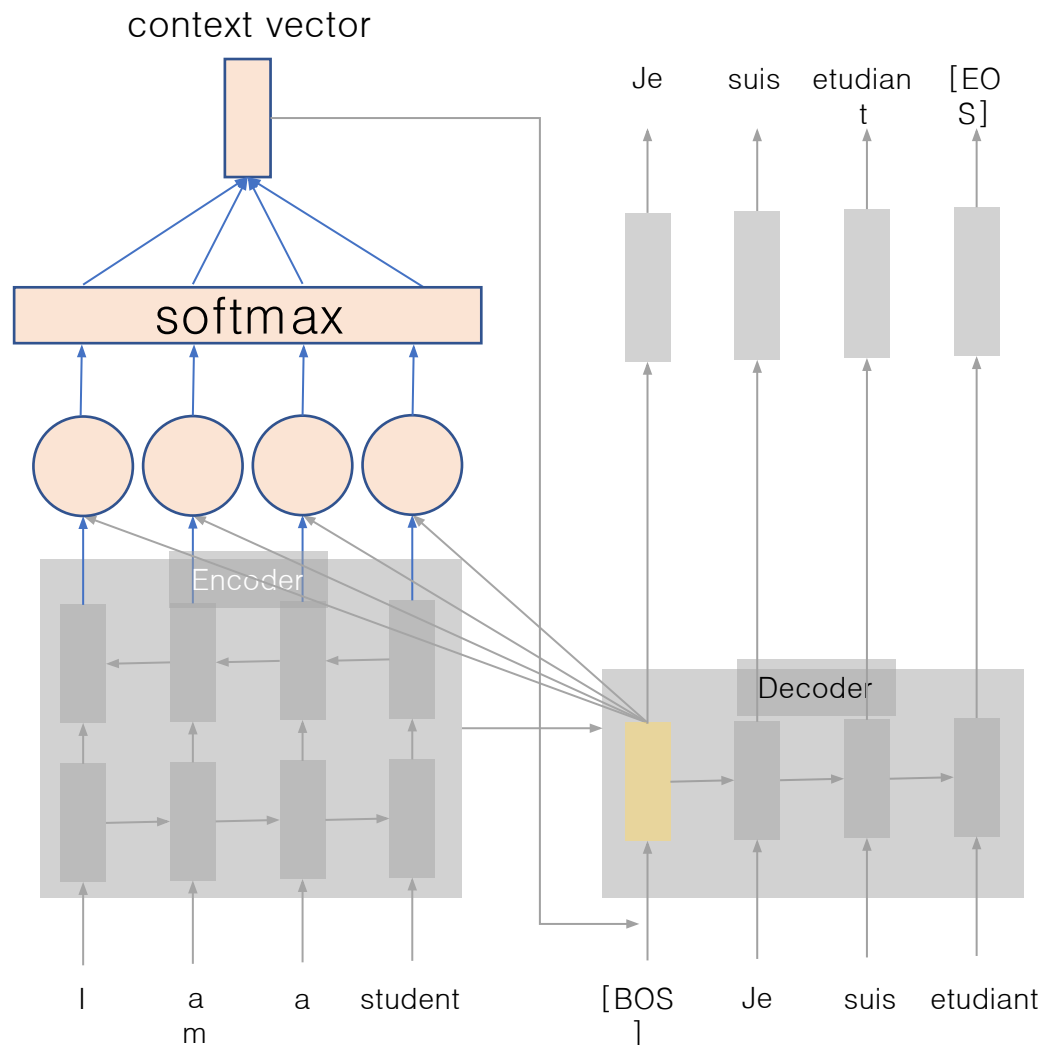 context vector
Je
suis
etudian
t
[EO
S]
softmax
Encoder
Decoder
I
a
m
a
student
[BOS
]
Je
suis
etudiant